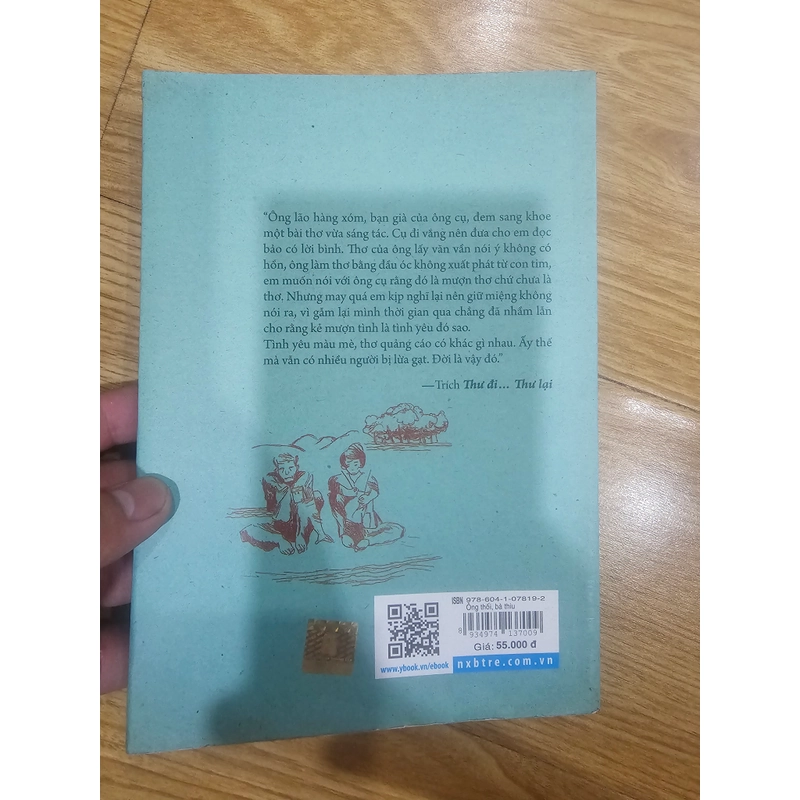 “Ông lão hàng xóm, bạn già của ông cụ, đem sang khoe
một bài thơ vừa sáng tác. Cụ đi vắng nên đưa cho em đọc
bảo có lời bình. Thơ của ông lấy văn vần nói ý không có
hồn, ông làm thơ bằng đầu óc không xuất phát từ con tim,
em muốn nói với ông cụ rằng đó là mượn thơ chứ chưa là
thơ. Nhưng may quá em kịp nghĩ lại nên giữ miệng không
nói ra, vì gẫm lại mình thời gian qua chẳng đã nhầm lẫn
cho rằng kẻ mượn tình là tình yêu đó sao.
Tình yêu màu mè, thơ quảng cáo có khác gì nhau. Ấy thế
mà vẫn có nhiều người bị lừa gạt. Đời là vậy đó.”
—Trích Thư đi... Thư lại
ISBN 978-604-1-07819-2
Ông thối, bà thiu
8 934974 137009
Giá: 55.000 đ
www.ybook.vn/ebook
nxbtre.com.vn